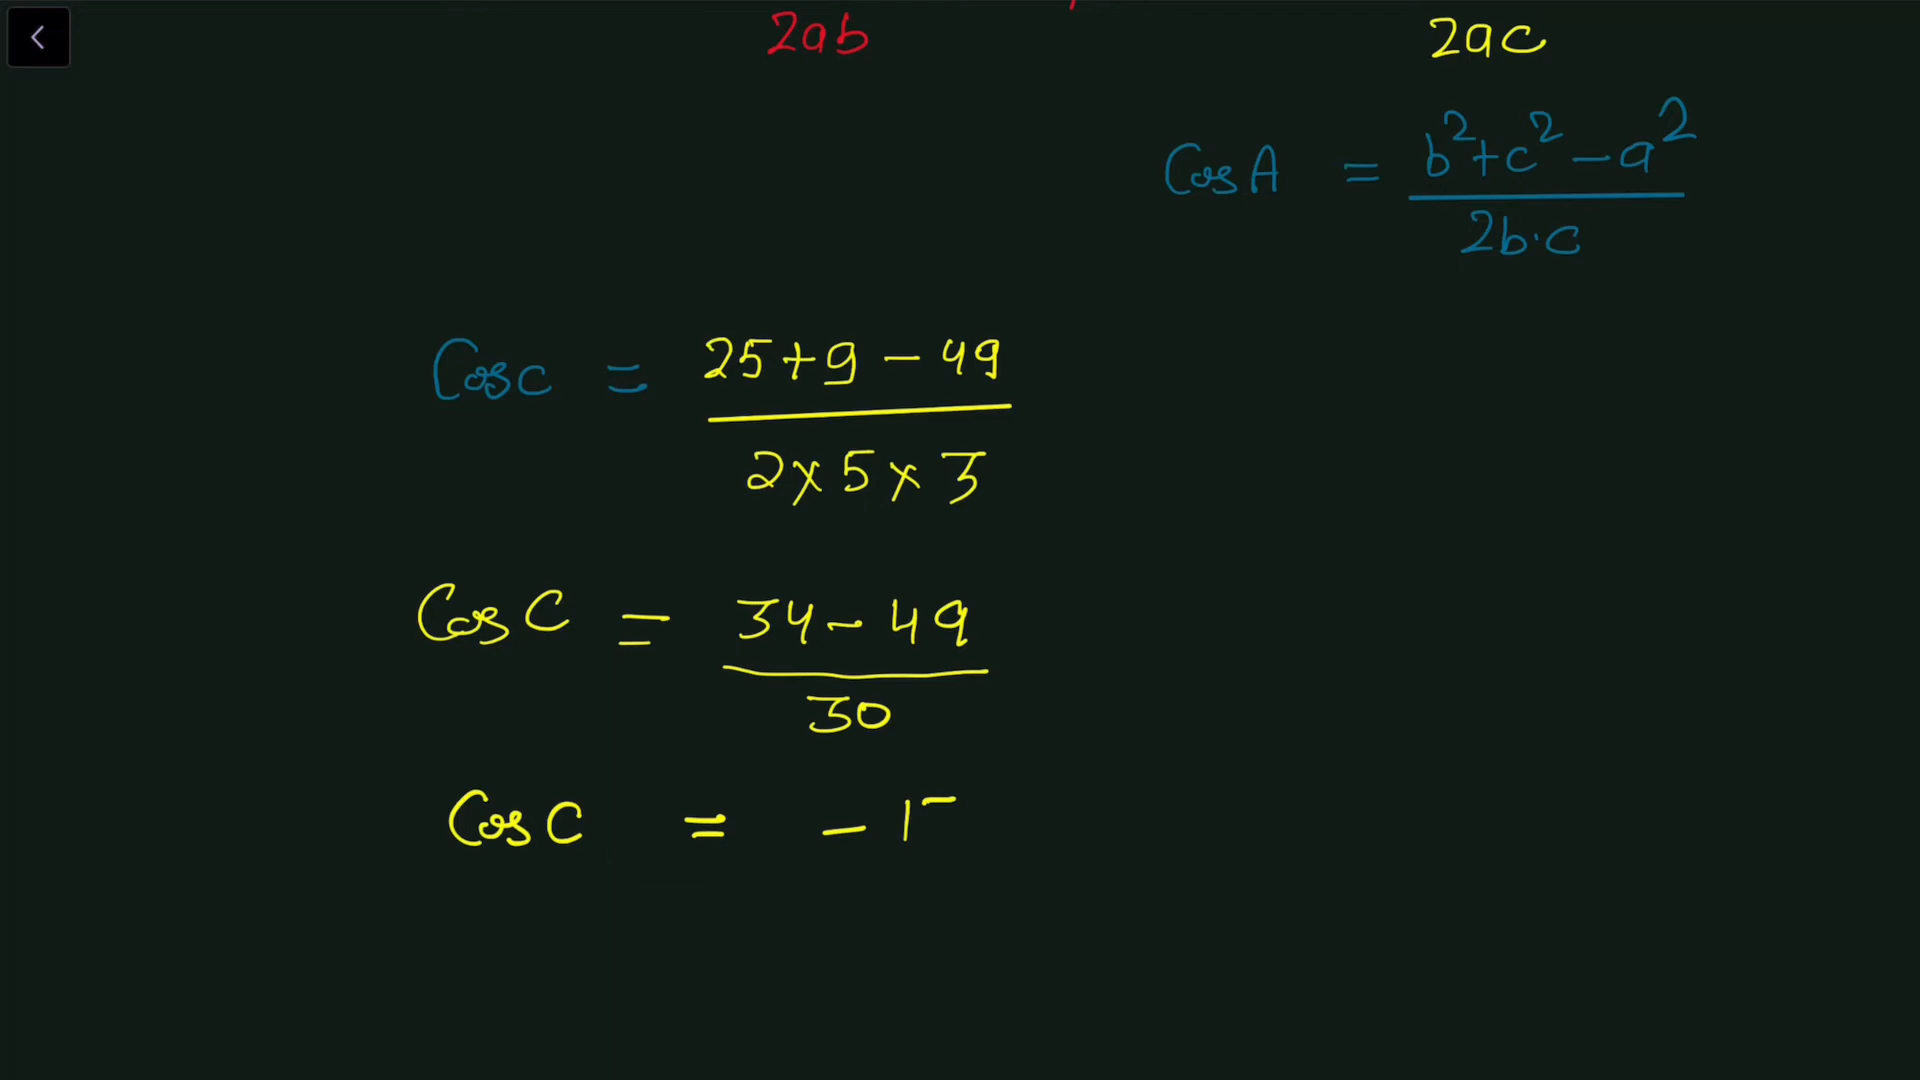 2ab 2ac
Cos A = b²+c²-a² / 2b·c
Cos c = 25+9-49 / 2×5×3
Cos C = 34-49 / 30
Cos C = -1